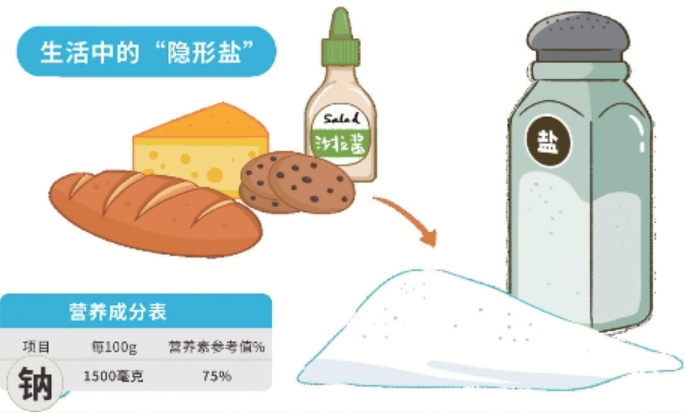 生活中的“隐形盐”
Salad
沙拉酱
盐
营养成分表
项目 每100g 营养素参考值%
钠 1500毫克 75%